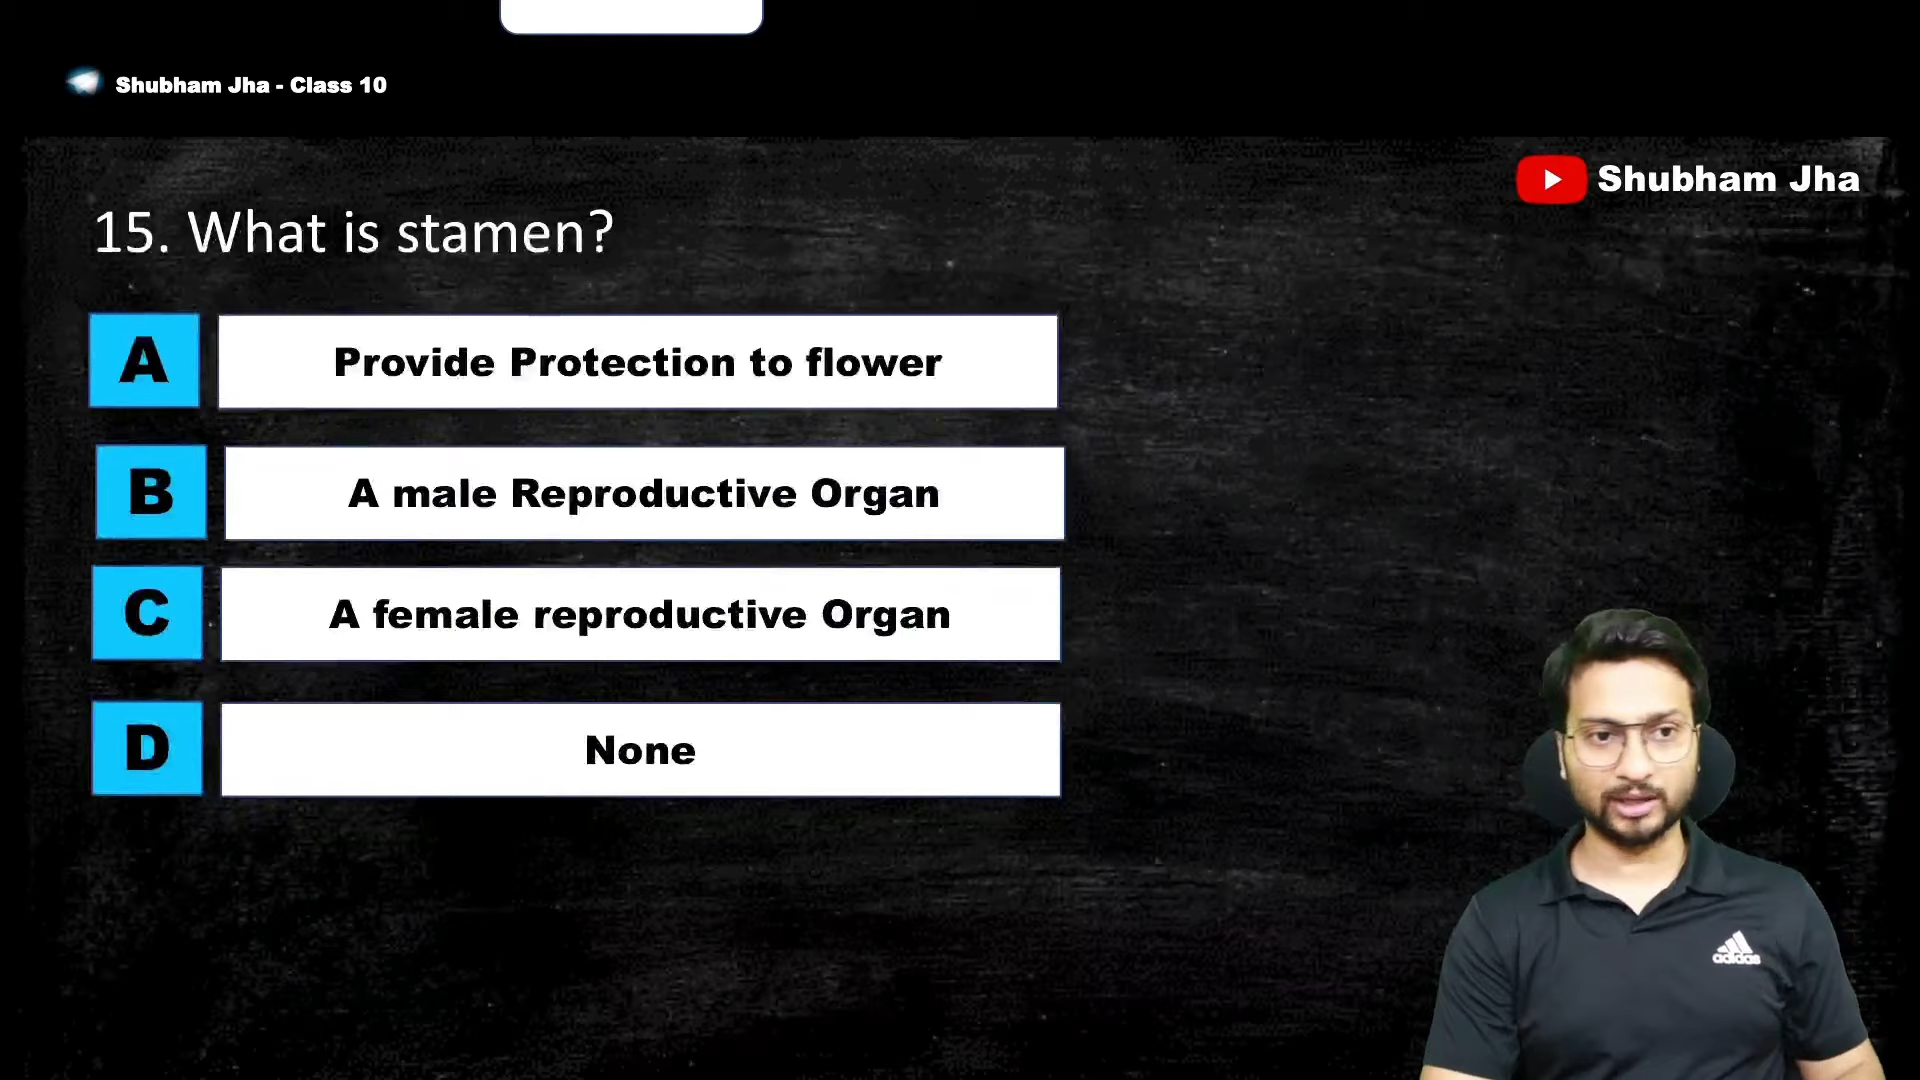 Shubham Jha - Class 10
Shubham Jha
15. What is stamen?
A
Provide Protection to flower
B
A male Reproductive Organ
C
A female reproductive Organ
D
None
adidas